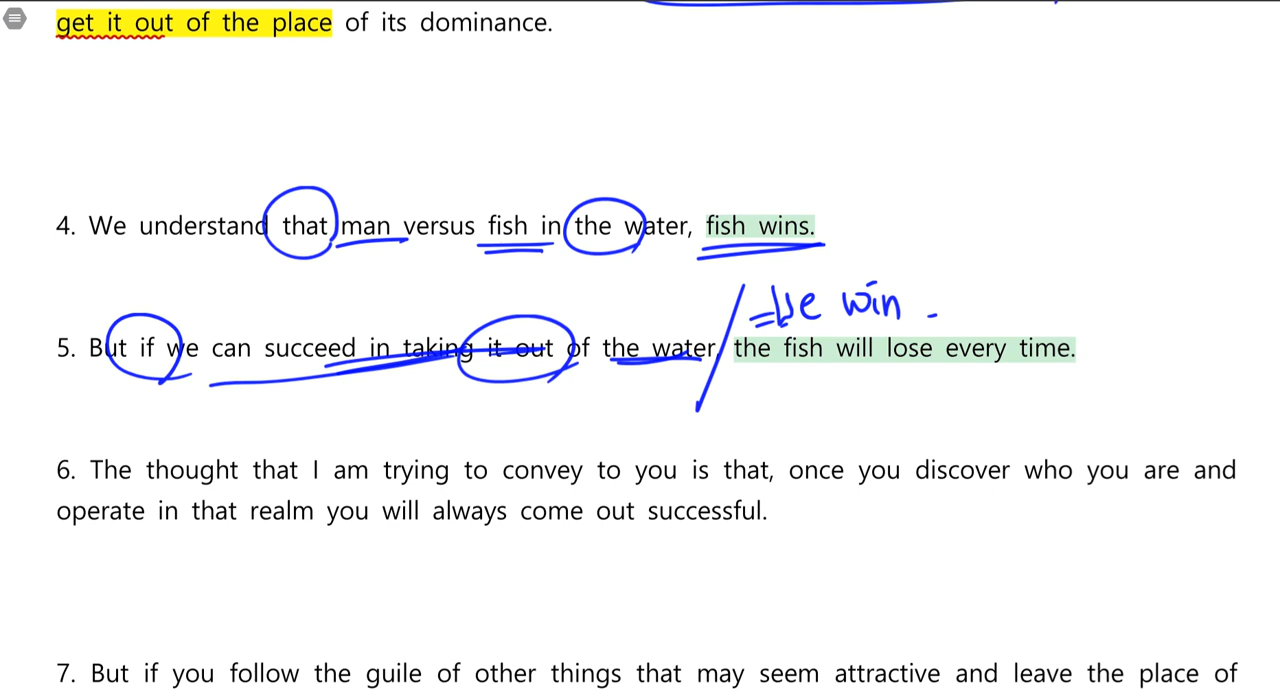 get it out of the place of its dominance.
4. We understand that man versus fish in the water, fish wins.
= we win.
5. But if we can succeed in taking it out of the water, the fish will lose every time.
6. The thought that I am trying to convey to you is that, once you discover who you are and
operate in that realm you will always come out successful.
7. But if you follow the guile of other things that may seem attractive and leave the place of